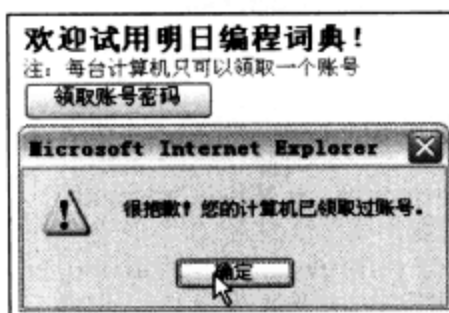 欢迎试用明日编程词典!
注：每台计算机只可以领取一个账号
领取账号密码
Microsoft Internet Explorer
很抱歉！您的计算机已领取过账号。
确定